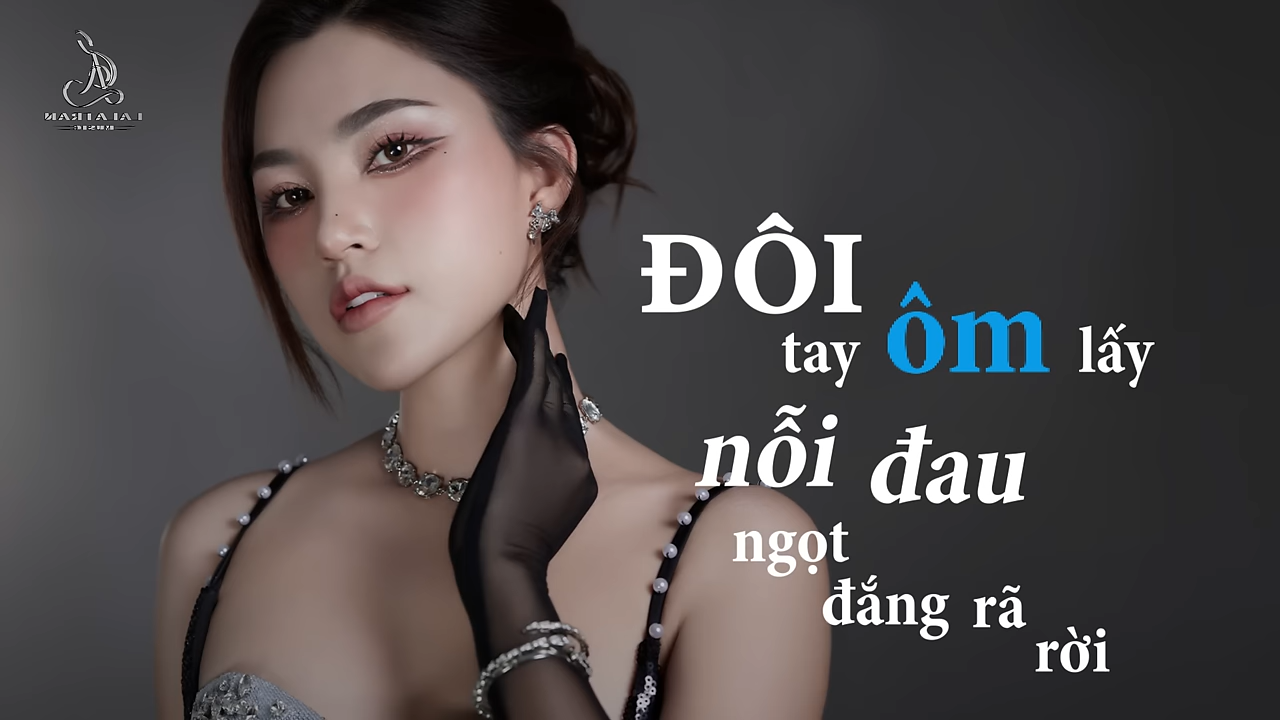 ĐÔI
tay ôm lấy
nỗi đau
ngọt
đắng rã
rời